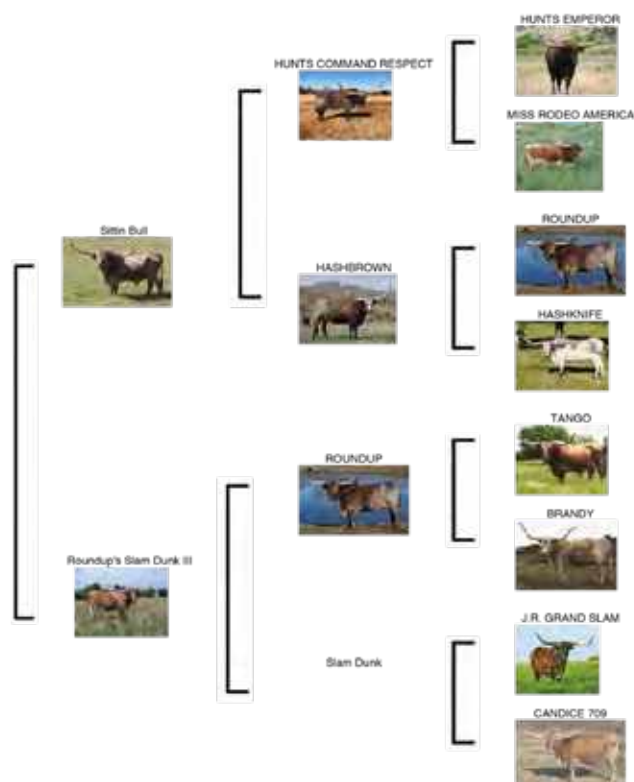 HUNTS EMPEROR
HUNTS COMMAND RESPECT
MISS RODEO AMERICA
Sittin Bull
ROUNDUP
HASHBROWN
HASHKNIFE
TANGO
ROUNDUP
BRANDY
Roundup's Slam Dunk III
J.R. GRAND SLAM
Slam Dunk
CANDICE 709